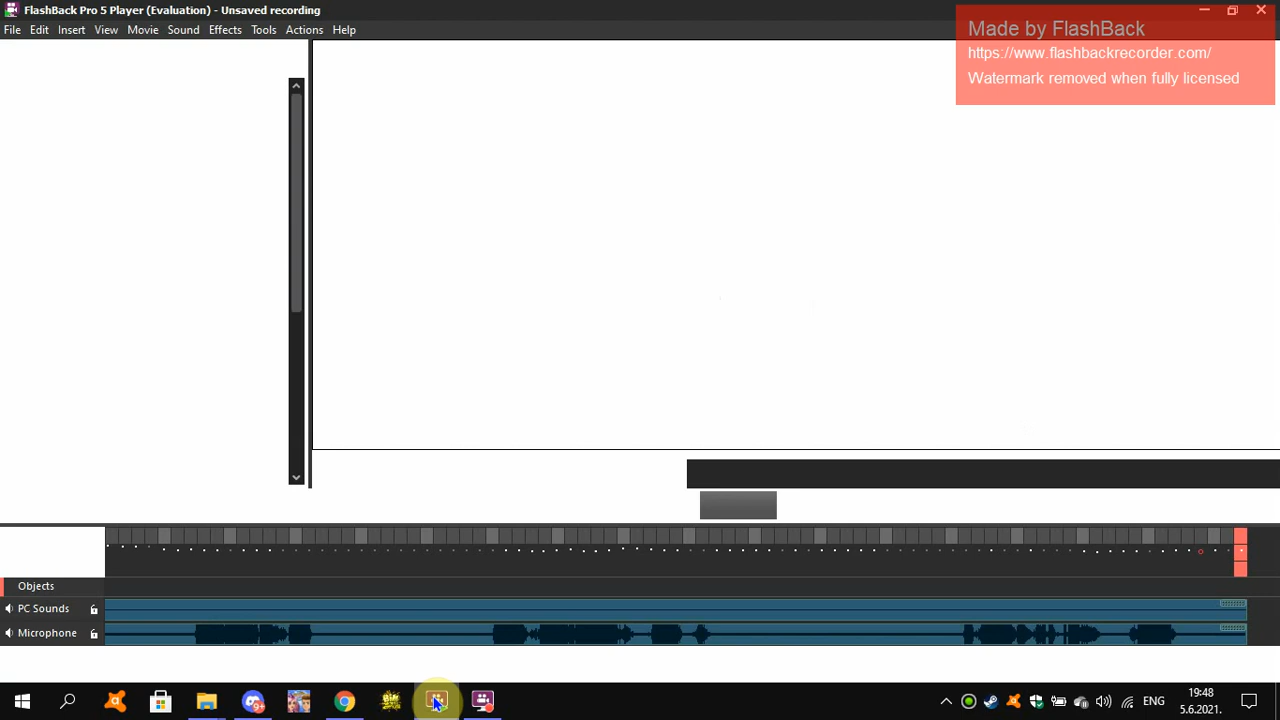 FlashBack Pro 5 Player (Evaluation) - Unsaved recording
File Edit Insert View Movie Sound Effects Tools Actions Help
Made by FlashBack
https://www.flashbackrecorder.com/
Watermark removed when fully licensed
Objects
PC Sounds
Microphone
9+
ENG
19:48
5.6.2021.